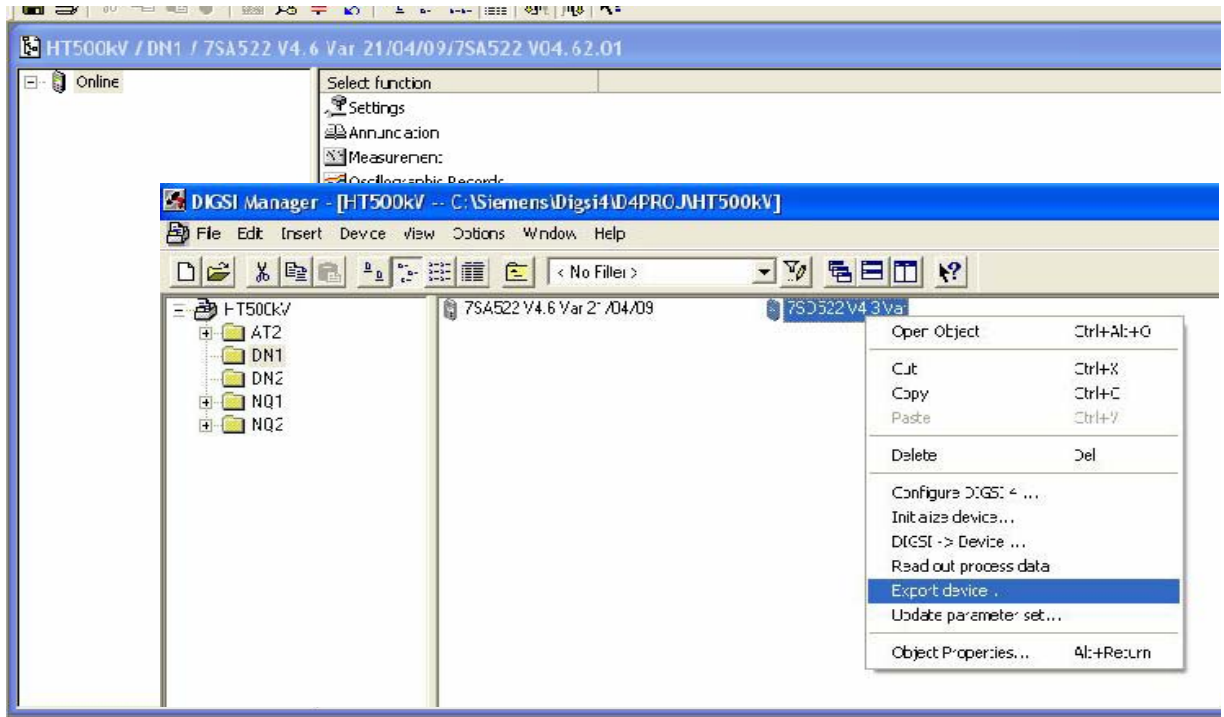 HT500kV / DN1 / 7SA522 V4.6 Var 21/04/09/7SA522 V04.62.01
Online
Select function
Settings
Annunciation
Measurement
Oscillographic Records
DIGSI Manager - [HT500kV -- C:\Siemens\Digsi4\D4PROJ\HT500kV]
File Edit Insert Device View Options Window Help
< No Filter >
HT500kV
AT2
DN1
DN2
NQ1
NQ2
7SA522 V4.6 Var 21/04/09
7SD522 V4.3 Var
Open Object Ctrl+Alt+O
Cut Ctrl+X
Copy Ctrl+C
Paste Ctrl+V
Delete Del
Configure DIGSI 4 ...
Initialize device...
DIGSI -> Device ...
Read out process data
Export device...
Update parameter set...
Object Properties... Alt+Return